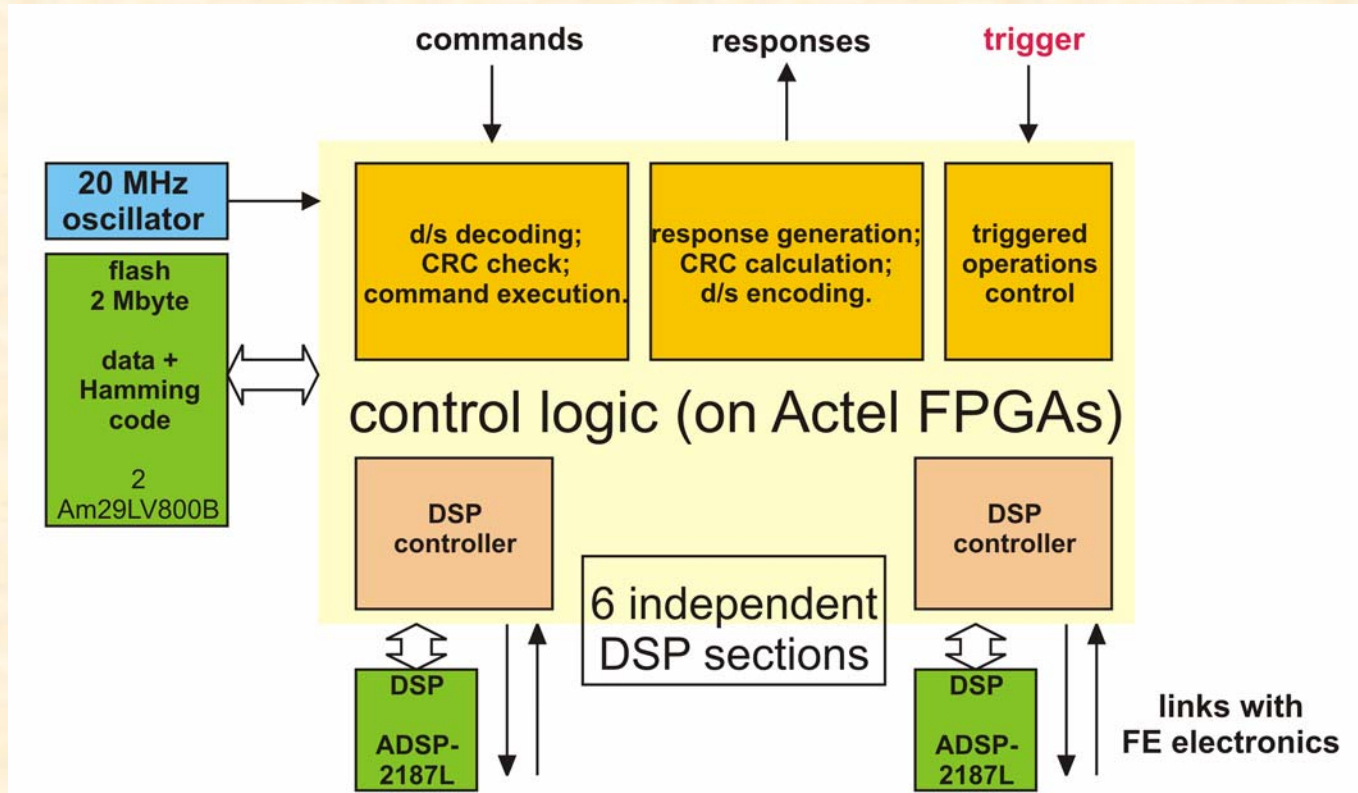 commands
responses
trigger
20 MHz
oscillator
flash
2 Mbyte
data +
Hamming
code
2
Am29LV800B
d/s decoding;
CRC check;
command execution.
response generation;
CRC calculation;
d/s encoding.
triggered
operations
control
control logic (on Actel FPGAs)
DSP
controller
6 independent
DSP sections
DSP
controller
DSP
ADSP-
2187L
DSP
ADSP-
2187L
links with
FE electronics